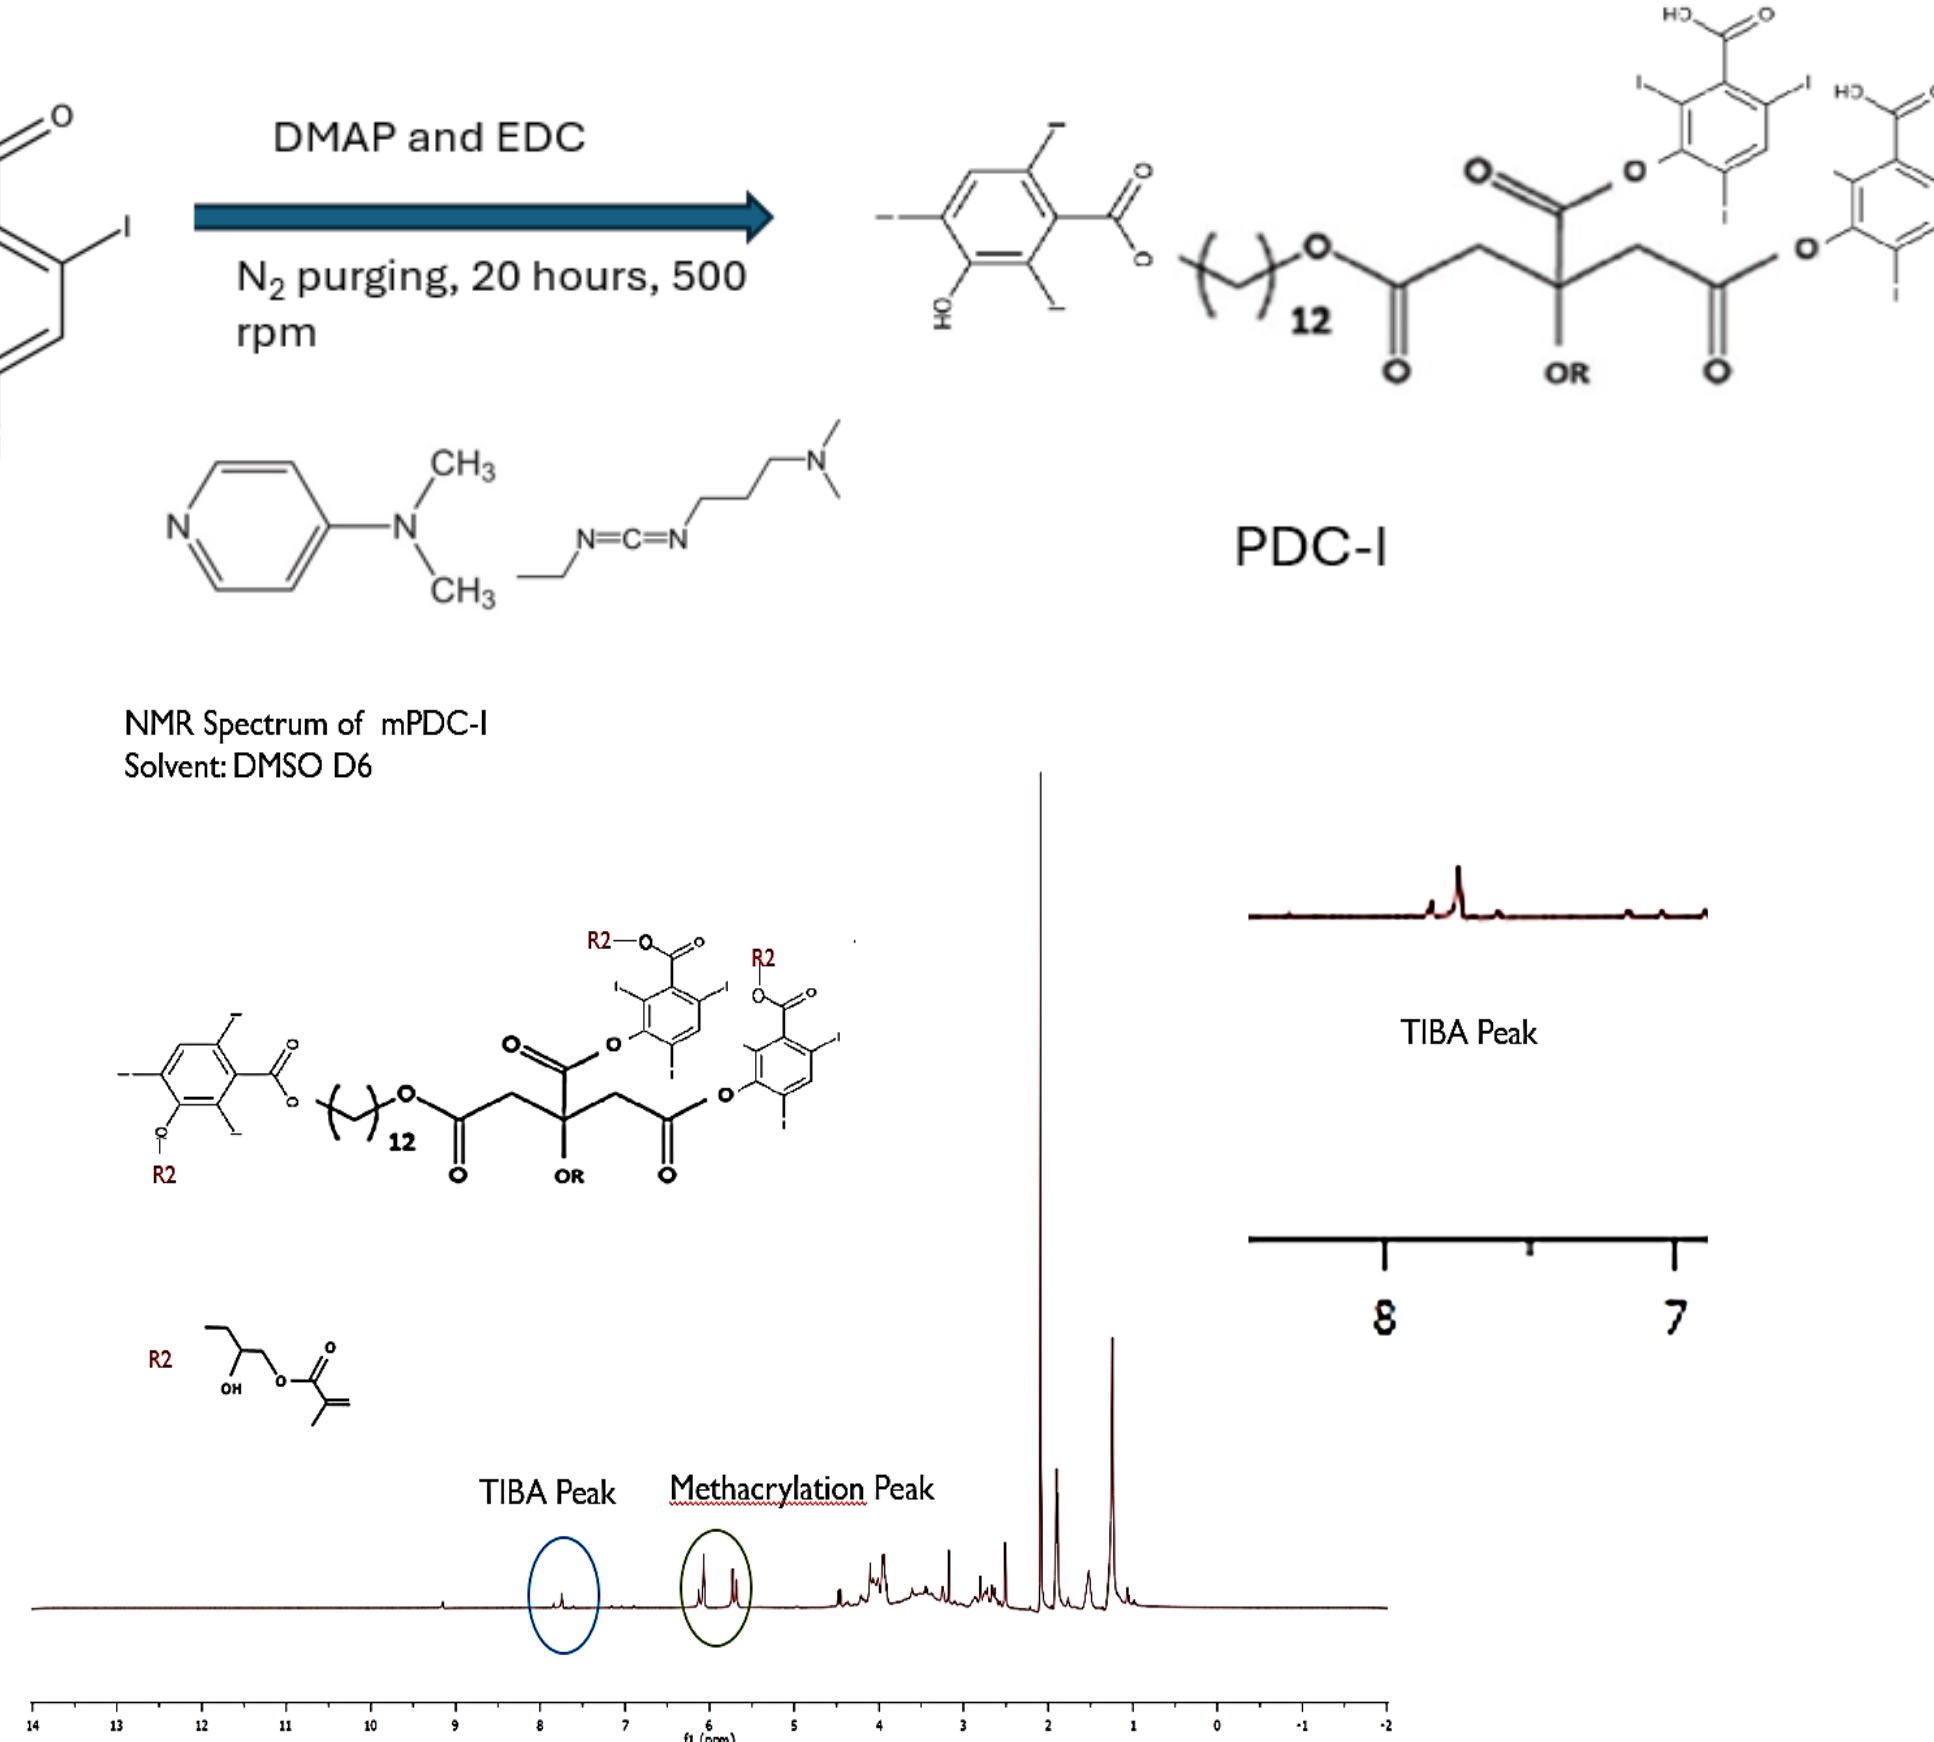 O
I
DMAP and EDC
N2 purging, 20 hours, 500
rpm
I
I
I
O
O
HO
12
O
O
O
O
O
OR
O
HO
O
I
I
I
HO
O
I
N
N
CH3
CH3
N=C=N
N
PDC-I
NMR Spectrum of mPDC-I
Solvent: DMSO D6
R2
O
O
I
I
I
R2
O
O
I
I
I
I
I
O
O
O
R2
12
O
O
O
O
O
O
OR
TIBA Peak
8
7
R2
OH
O
O
TIBA Peak
Methacrylation Peak
14 13 12 11 10 9 8 7 6 5 4 3 2 1 0 -1 -2
f1 (ppm)